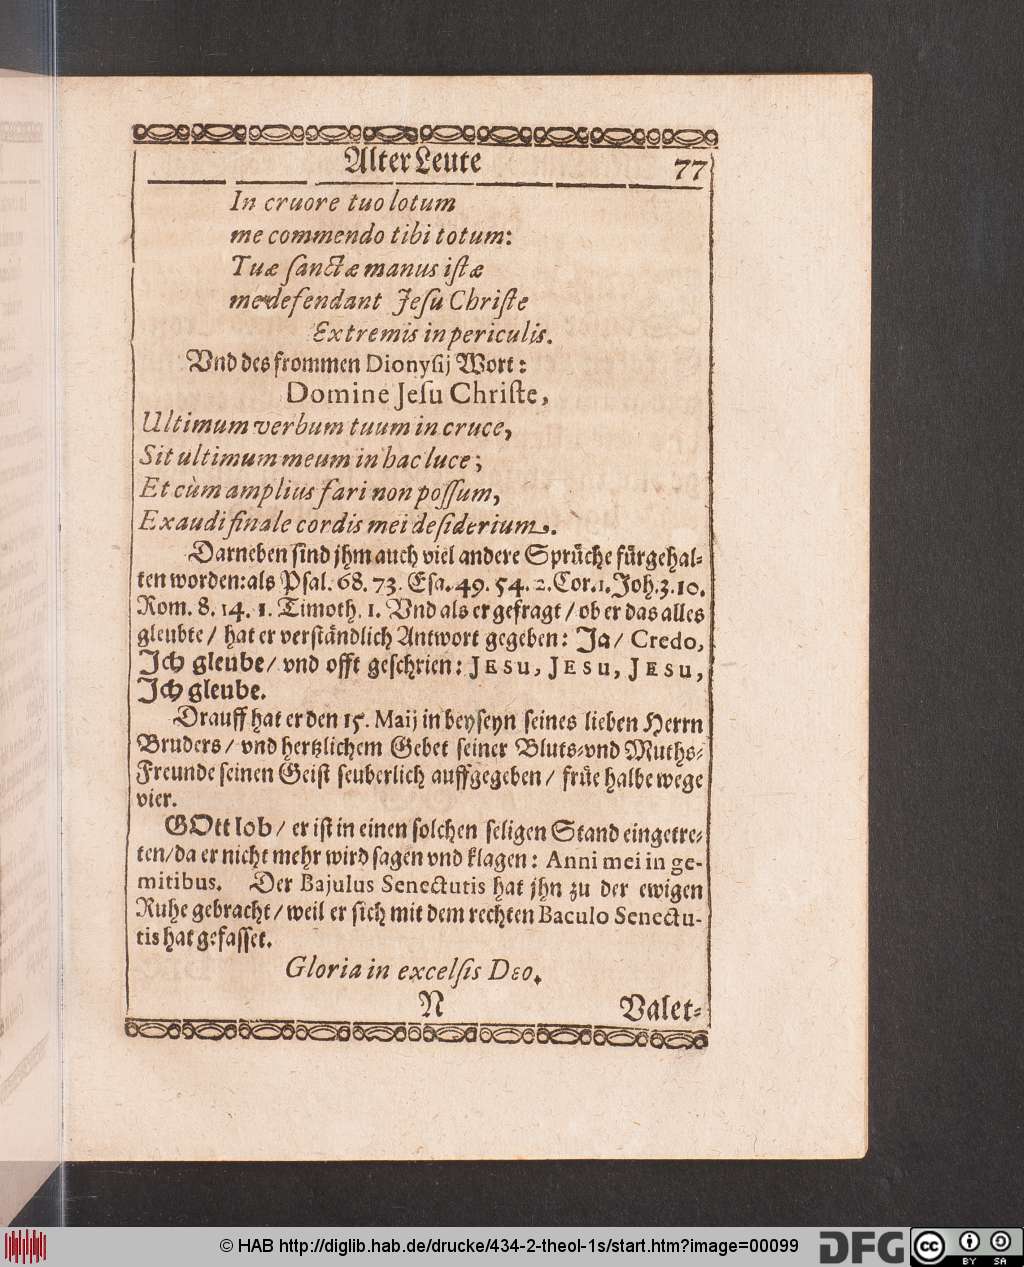 Alter Leute 77
In cruore tuo lotum
me commendo tibi totum:
Tuæ ſanctæ manus iſtæ
me defendant Jeſu Chriſte
Extremis in periculis.
Vnd des frommen Dionyſij Wort:
Domine Jeſu Chriſte,
Ultimum verbum tuum in cruce,
Sit ultimum meum in hac luce;
Et cùm amplius fari non poſſum,
Exaudi finale cordis mei deſiderium.
Darneben ſind jhm auch viel andere Sprüche fürgehal-
ten worden: als Pſal. 68. 73. Eſa. 49. 54. 2. Cor. 1. Joh. 3. 10.
Rom. 8. 14. 1. Timoth. 1. Vnd als er gefragt / ob er das alles
gleubte / hat er verſtändlich Antwort gegeben: Ja / Credo,
Ich gleube / vnd offt geſchrien: JESU, JESU, JESU,
Ich gleube.
Drauff hat er den 15. Maij in beyſeyn ſeines lieben Herrn
Bruders / vnd hertzlichem Gebet ſeiner Bluts- vnd Muths-
Freunde ſeinen Geiſt ſeuberlich auffgegeben / früe halbe wege
vier.
GOtt lob / er iſt in einen ſolchen ſeligen Stand eingetre-
ten / da er nicht mehr wird ſagen vnd klagen: Anni mei in ge-
mitibus. Der Bajulus Senectutis hat jhn zu der ewigen
Ruhe gebracht / weil er ſich mit dem rechten Baculo Senectu-
tis hat gefaſſet.
Gloria in excelſis Deo.
N Valet-
© HAB http://diglib.hab.de/drucke/434-2-theol-1s/start.htm?image=00099 DFG cc BY SA